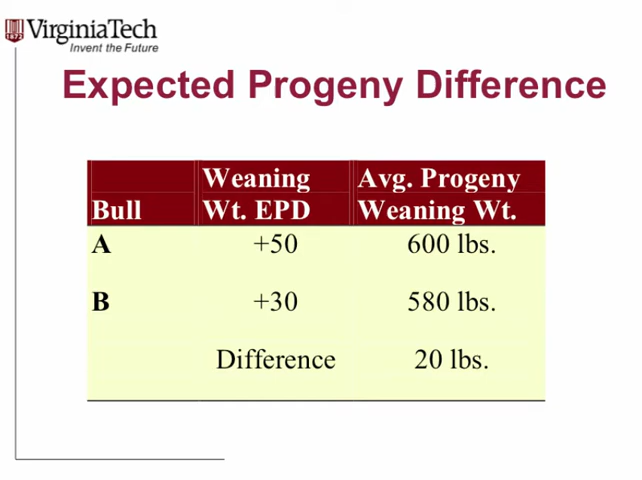 VirginiaTech
1872
Invent the Future
Expected Progeny Difference
Bull Weaning Wt. EPD Avg. Progeny Weaning Wt.
A +50 600 lbs.
B +30 580 lbs.
Difference 20 lbs.